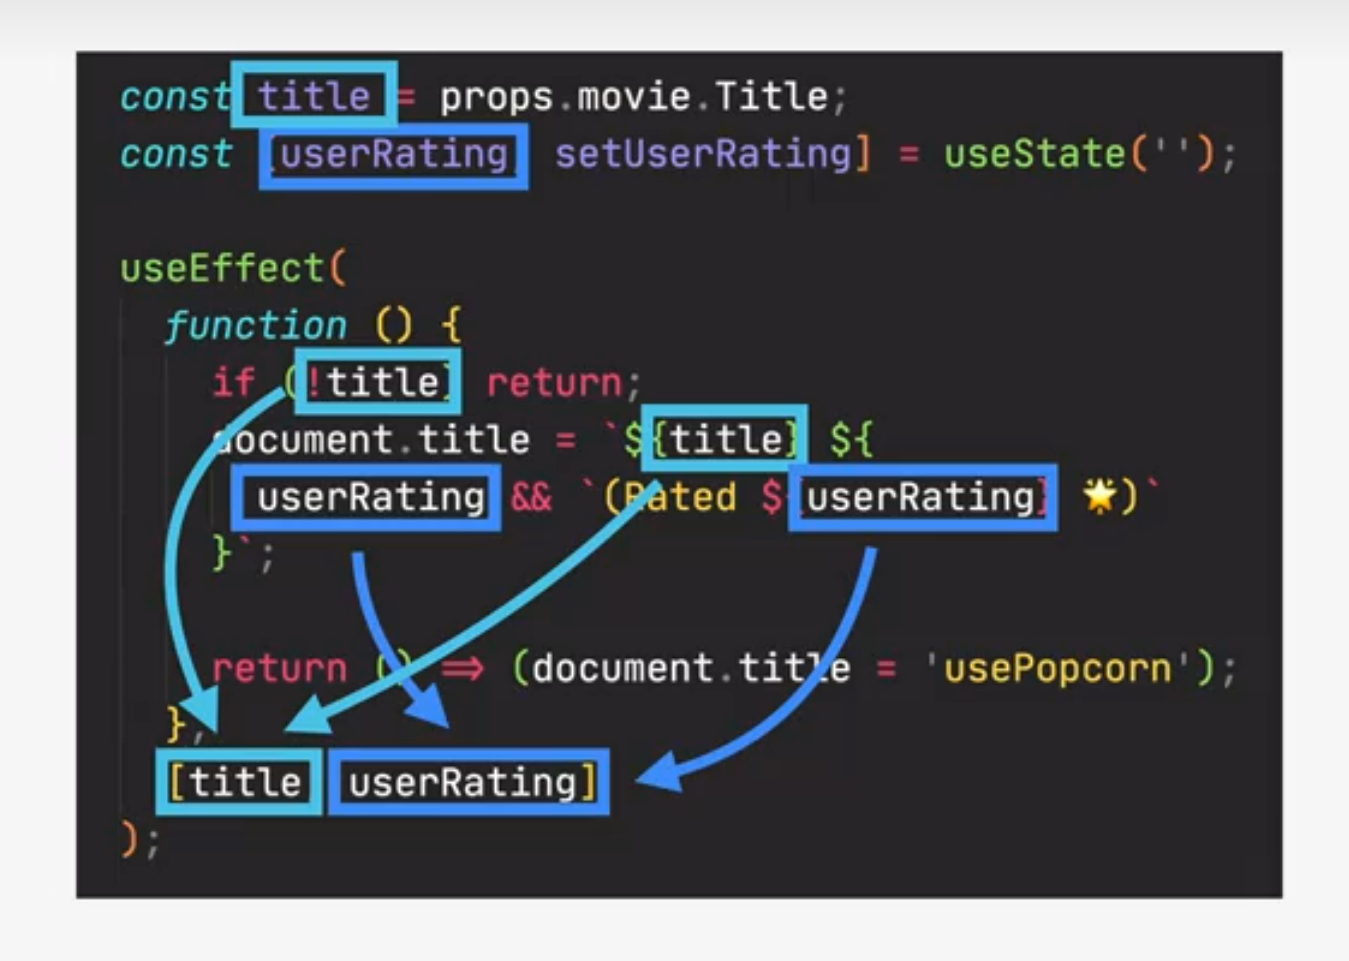 const title = props.movie.Title;
const [userRating setUserRating] = useState('');
useEffect(
function () {
if (!title) return;
document.title = `${title} ${
userRating && `(Rated ${userRating} 🌟)`
}`;
return () => (document.title = 'usePopcorn');
},
[title userRating]
);